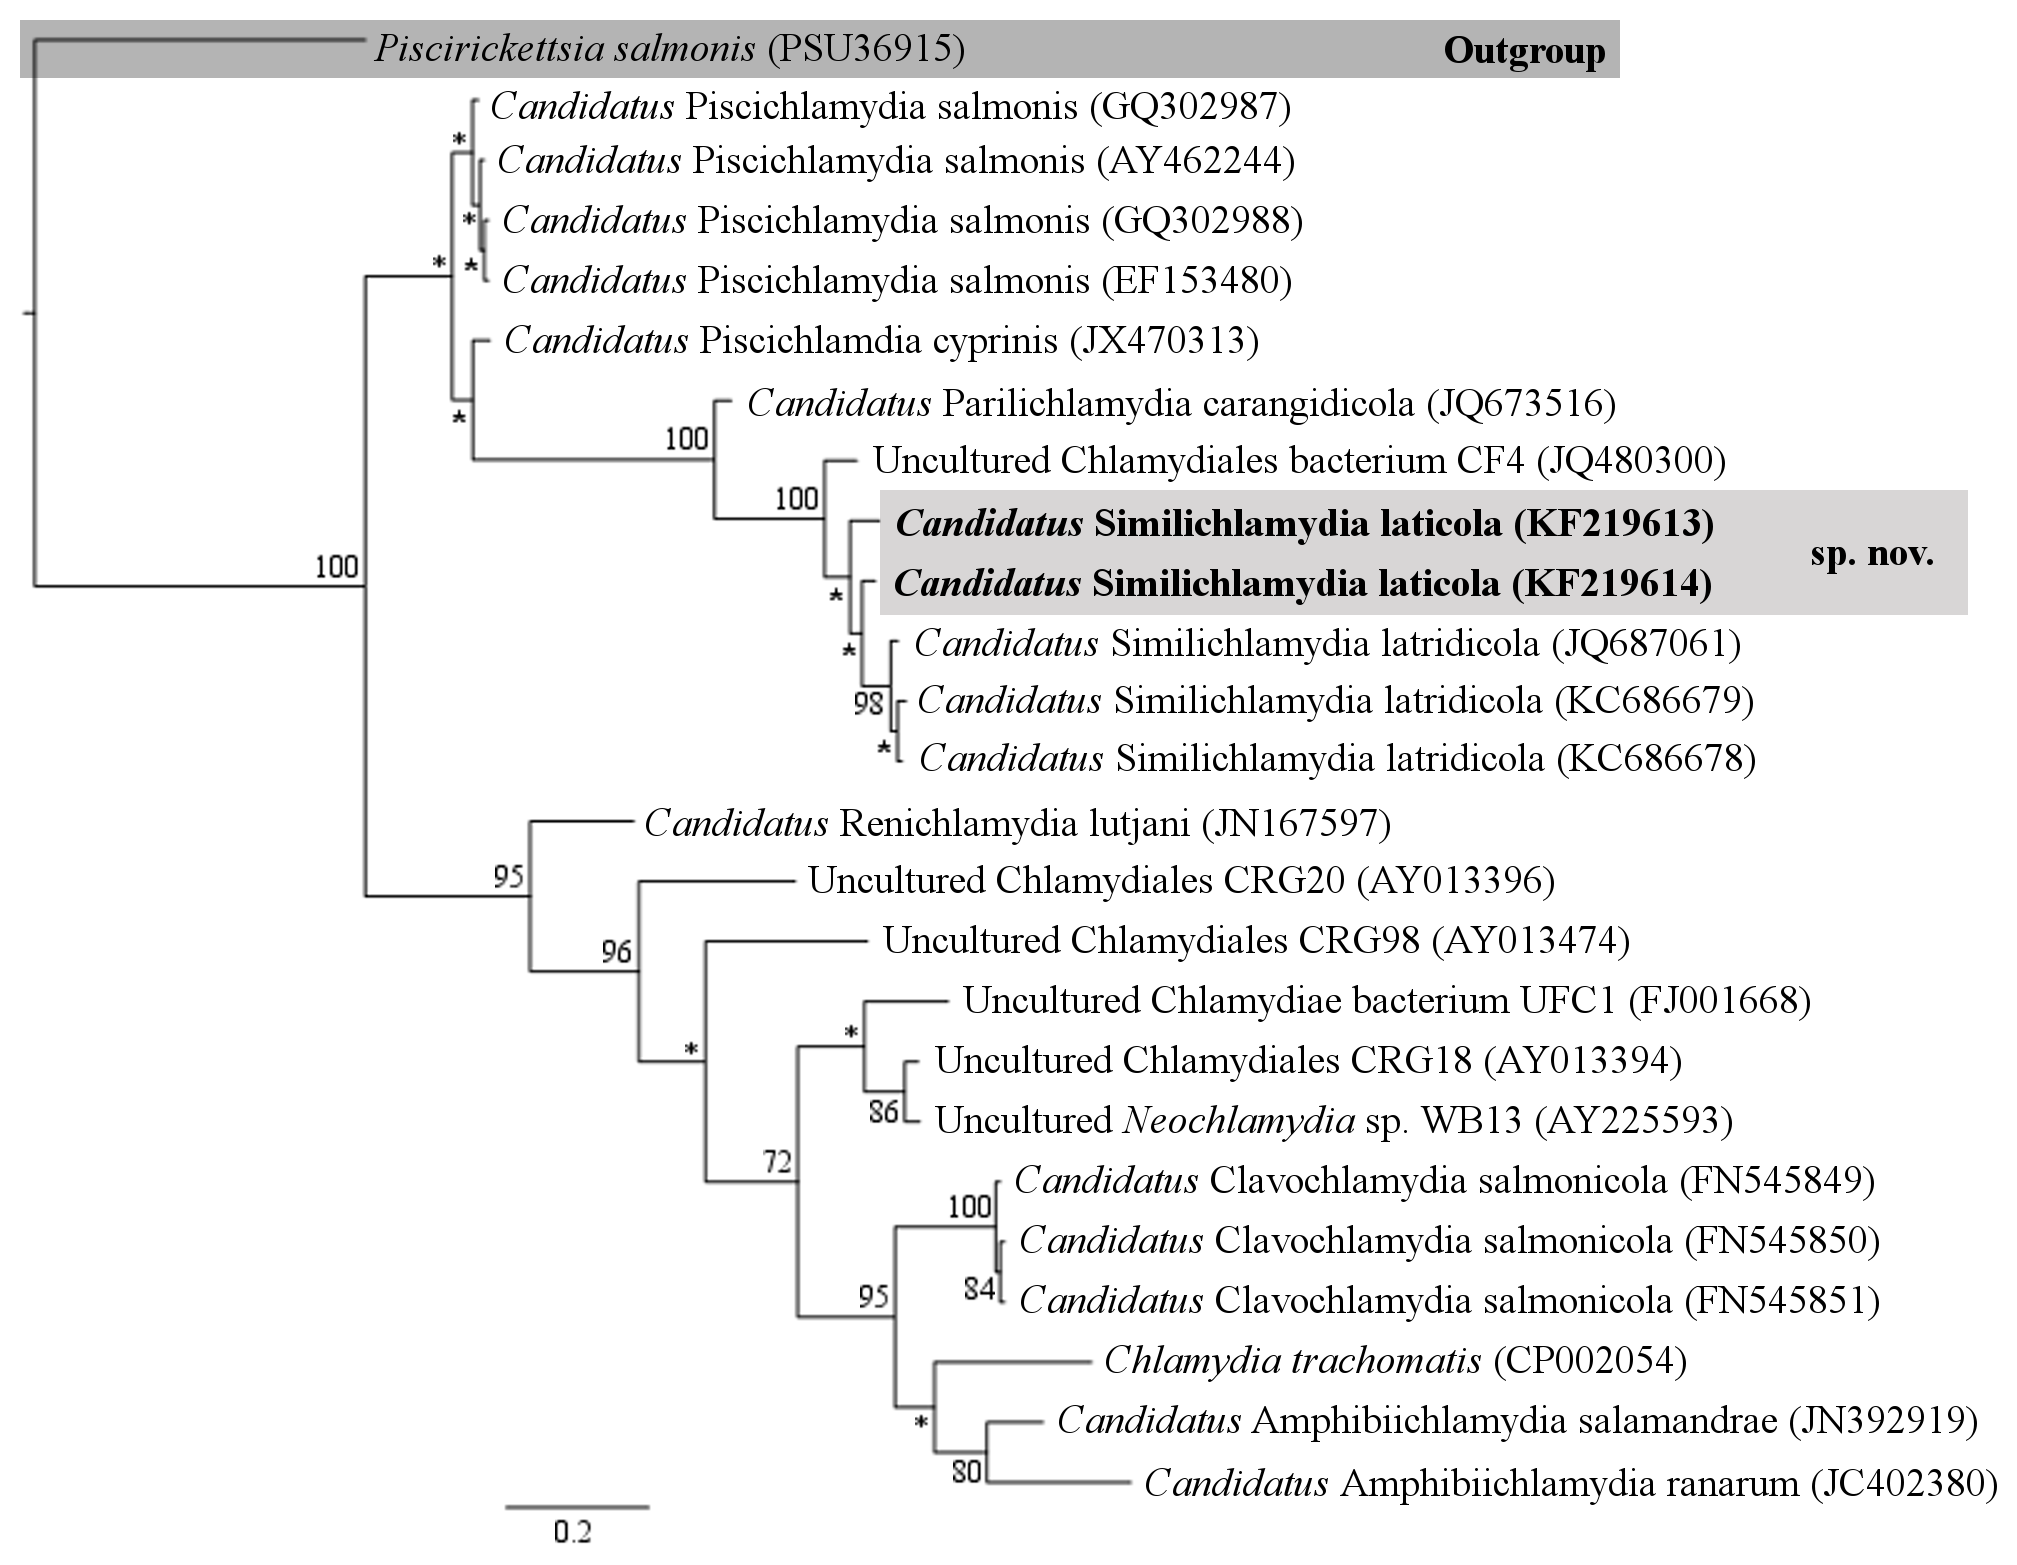 Piscirickettsia salmonis (PSU36915) Outgroup
Candidatus Piscichlamydia salmonis (GQ302987)
*
Candidatus Piscichlamydia salmonis (AY462244)
*
Candidatus Piscichlamydia salmonis (GQ302988)
* *
Candidatus Piscichlamydia salmonis (EF153480)
Candidatus Piscichlamdia cyprinis (JX470313)
*
Candidatus Parilichlamydia carangidicola (JQ673516)
100
Uncultured Chlamydiales bacterium CF4 (JQ480300)
100
Candidatus Similichlamydia laticola (KF219613)
sp. nov.
100
Candidatus Similichlamydia laticola (KF219614)
*
Candidatus Similichlamydia latridicola (JQ687061)
*
Candidatus Similichlamydia latridicola (KC686679)
98
*
Candidatus Similichlamydia latridicola (KC686678)
Candidatus Renichlamydia lutjani (JN167597)
95
Uncultured Chlamydiales CRG20 (AY013396)
96
Uncultured Chlamydiales CRG98 (AY013474)
Uncultured Chlamydiae bacterium UFC1 (FJ001668)
*
*
Uncultured Chlamydiales CRG18 (AY013394)
86
Uncultured Neochlamydia sp. WB13 (AY225593)
72
Candidatus Clavochlamydia salmonicola (FN545849)
100
Candidatus Clavochlamydia salmonicola (FN545850)
84
95
Candidatus Clavochlamydia salmonicola (FN545851)
Chlamydia trachomatis (CP002054)
*
Candidatus Amphibiichlamydia salamandrae (JN392919)
80
Candidatus Amphibiichlamydia ranarum (JC402380)
0.2